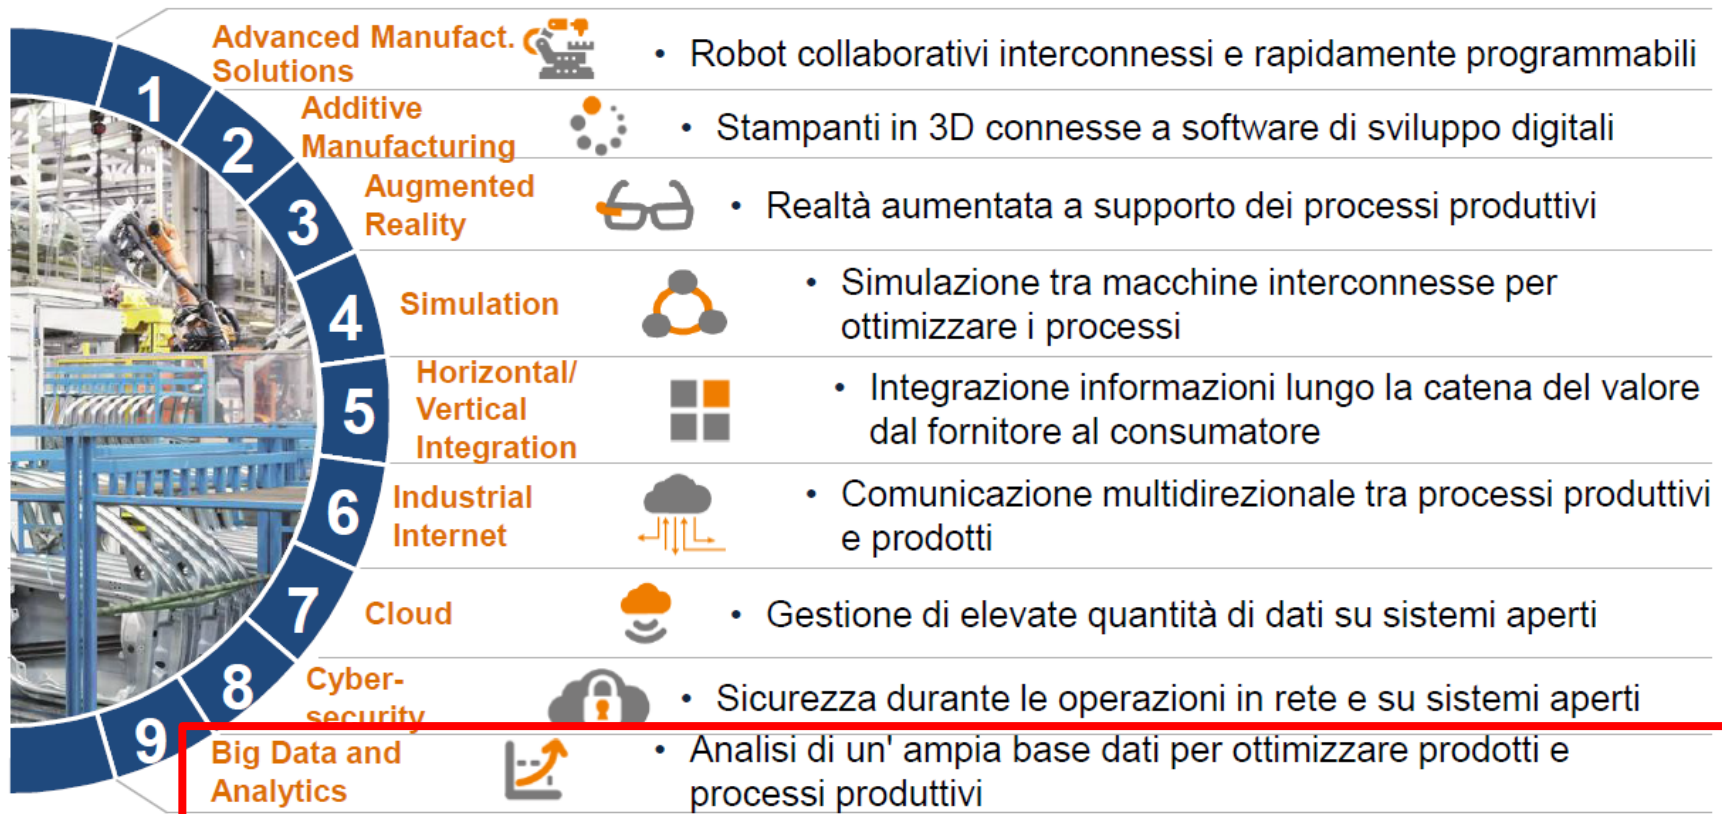 1
Advanced Manufact.
Solutions
• Robot collaborativi interconnessi e rapidamente programmabili
2
Additive
Manufacturing
• Stampanti in 3D connesse a software di sviluppo digitali
3
Augmented
Reality
• Realtà aumentata a supporto dei processi produttivi
4
Simulation
• Simulazione tra macchine interconnesse per
ottimizzare i processi
5
Horizontal/
Vertical
Integration
• Integrazione informazioni lungo la catena del valore
dal fornitore al consumatore
6
Industrial
Internet
• Comunicazione multidirezionale tra processi produttivi
e prodotti
7
Cloud
• Gestione di elevate quantità di dati su sistemi aperti
8
Cyber-
security
• Sicurezza durante le operazioni in rete e su sistemi aperti
9
Big Data and
Analytics
• Analisi di un' ampia base dati per ottimizzare prodotti e
processi produttivi